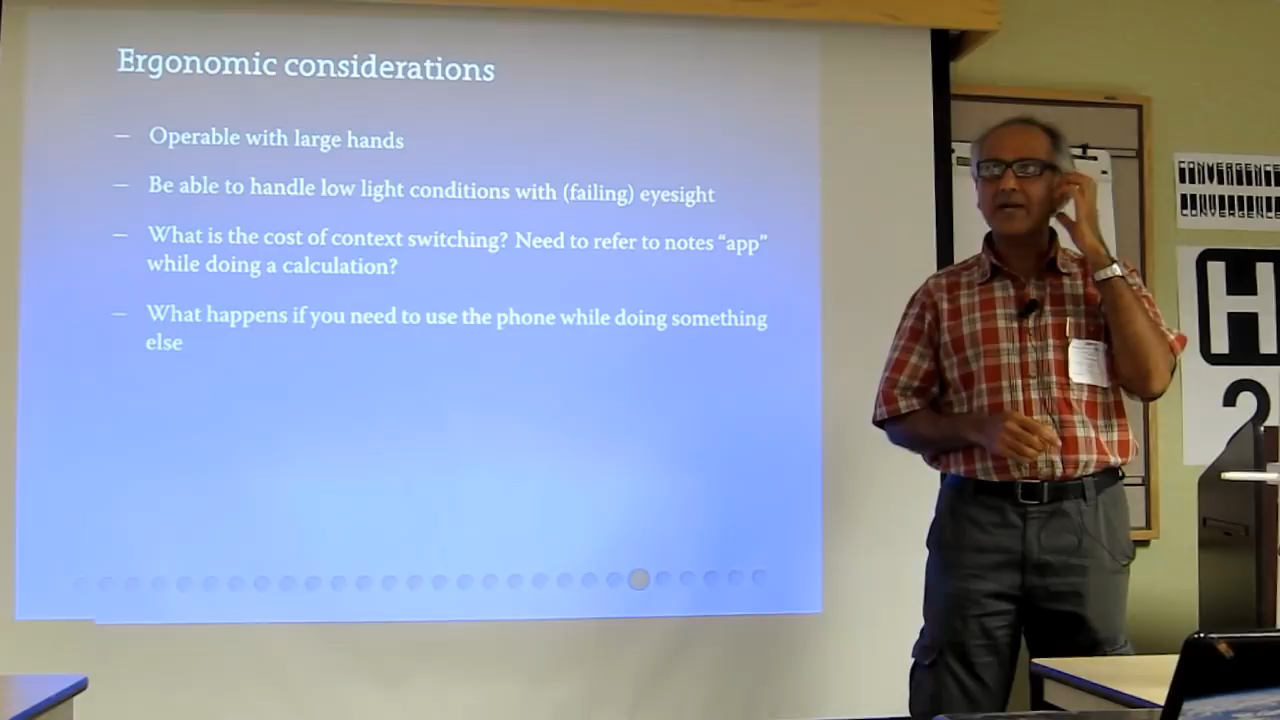 Ergonomic considerations
– Operable with large hands
– Be able to handle low light conditions with (failing) eyesight
– What is the cost of context switching? Need to refer to notes “app”
while doing a calculation?
– What happens if you need to use the phone while doing something
else
CONVERGENCE
CONVERGENCE
H
2